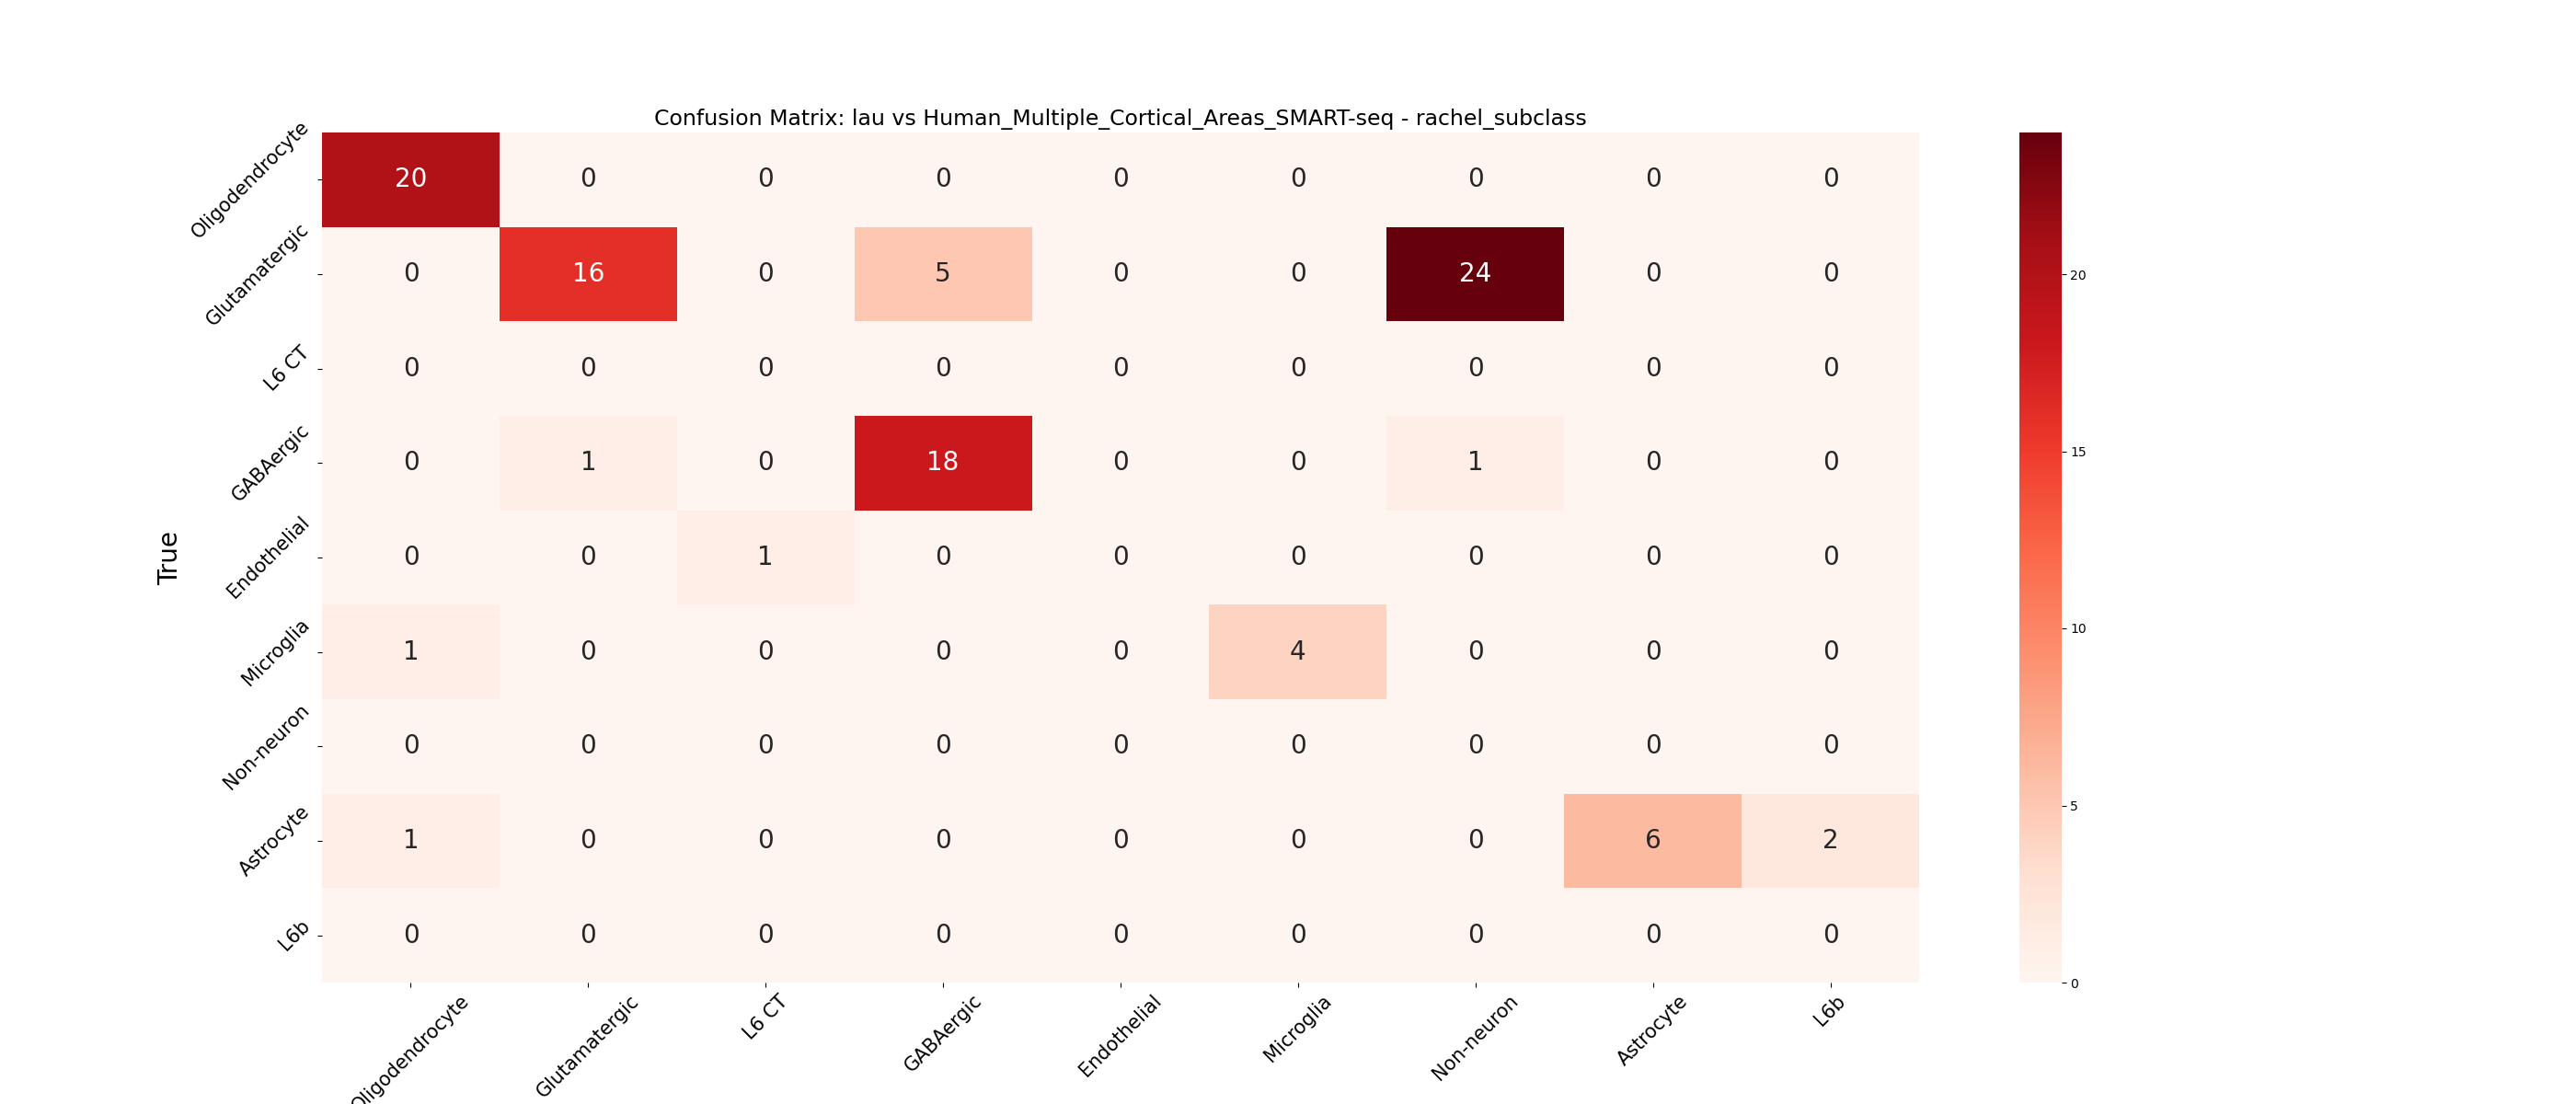 Confusion Matrix: lau vs Human_Multiple_Cortical_Areas_SMART-seq - rachel_subclass
Oligodendrocyte 20 0 0 0 0 0 0 0 0
Glutamatergic 0 16 0 5 0 0 24 0 0
L6 CT 0 0 0 0 0 0 0 0 0
GABAergic 0 1 0 18 0 0 1 0 0
Endothelial 0 0 1 0 0 0 0 0 0
Microglia 1 0 0 0 0 4 0 0 0
Non-neuron 0 0 0 0 0 0 0 0 0
Astrocyte 1 0 0 0 0 0 0 6 2
L6b 0 0 0 0 0 0 0 0 0
True
Oligodendrocyte Glutamatergic L6 CT GABAergic Endothelial Microglia Non-neuron Astrocyte L6b
20
15
10
5
0